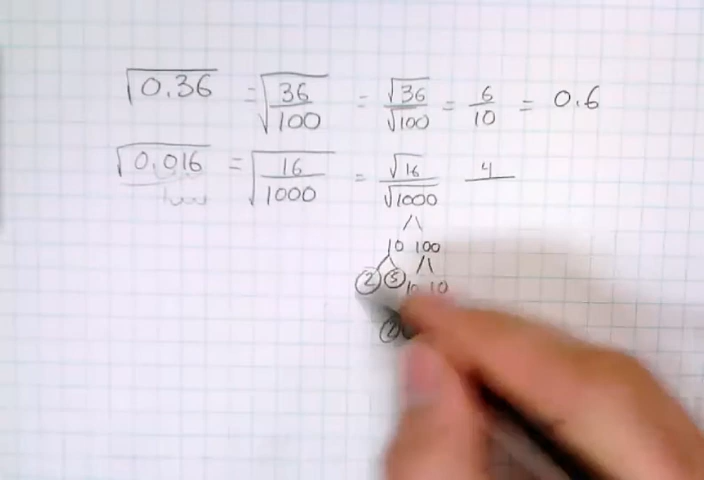 √0.36 = √36/100 = √36/√100 = 6/10 = 0.6
√0.016 = √16/1000 = √16/√1000 4
10 100
2 5 10 10
2